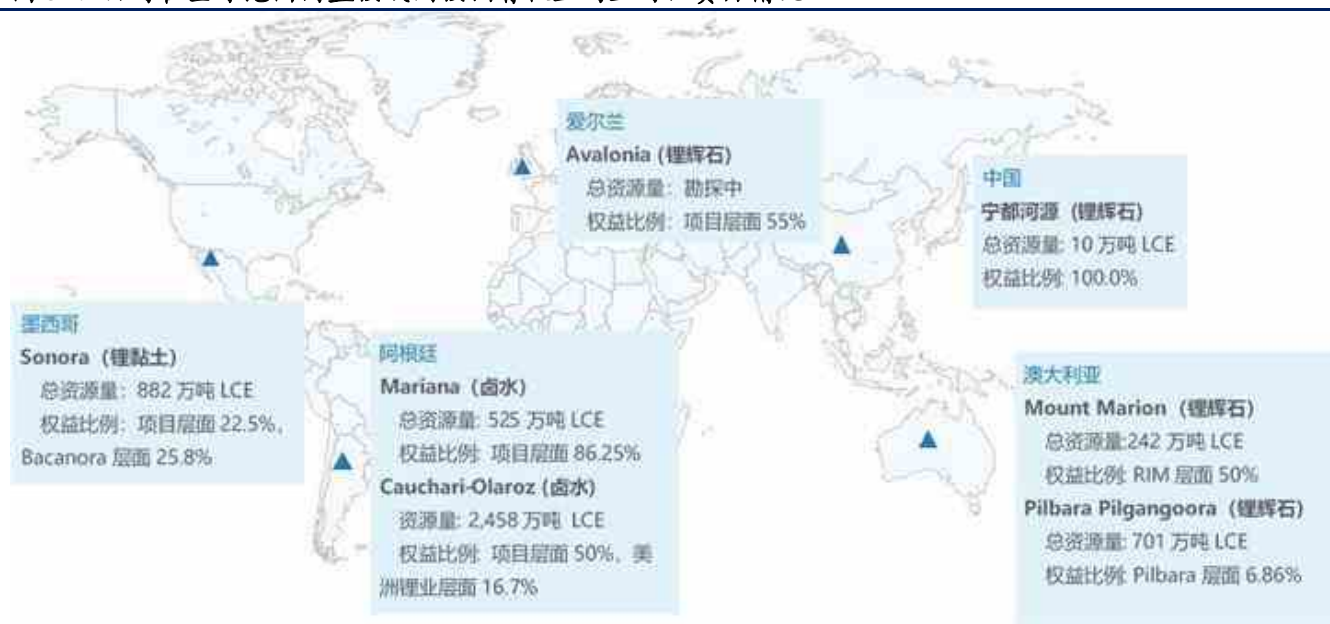 爱尔兰
Avalonia (锂辉石)
总资源量：勘探中
权益比例：项目层面 55%
中国
宁都河源（锂辉石）
总资源量: 10 万吨 LCE
权益比例: 100.0%
墨西哥
Sonora（锂黏土）
总资源量：882 万吨 LCE
权益比例：项目层面 22.5%，
Bacanora 层面 25.8%
阿根廷
Mariana（卤水）
总资源量: 525 万吨 LCE
权益比例: 项目层面 86.25%
Cauchari-Olaroz (卤水)
资源量: 2,458 万吨 LCE
权益比例: 项目层面 50%、美
洲锂业层面 16.7%
澳大利亚
Mount Marion（锂辉石）
总资源量:242 万吨 LCE
权益比例: RIM 层面 50%
Pilbara Pilgangoora（锂辉石）
总资源量: 701 万吨 LCE
权益比例: Pilbara 层面 6.86%